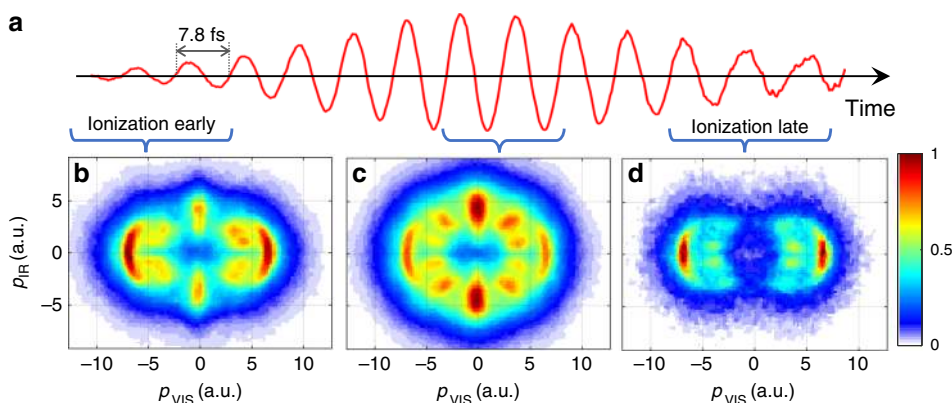 a
7.8 fs
Time
Ionization early
Ionization late
b
c
d
5
0
−5
p_IR (a.u.)
−10 −5 0 5 10
−10 −5 0 5 10
−10 −5 0 5 10
p_VIS (a.u.)
p_VIS (a.u.)
p_VIS (a.u.)
1
0.5
0